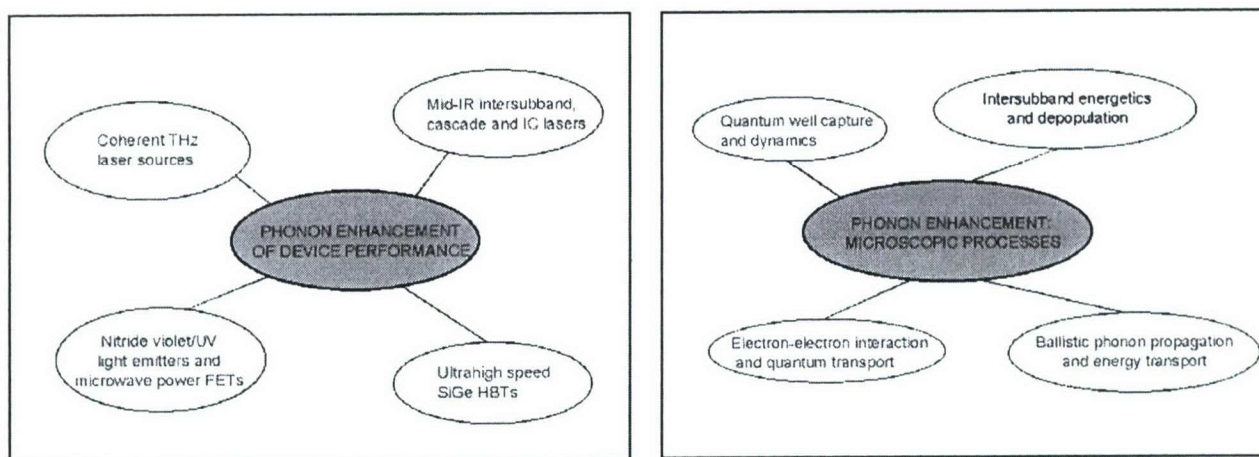 Coherent THz
laser sources
Mid-IR intersubband,
cascade and IC lasers
PHONON ENHANCEMENT
OF DEVICE PERFORMANCE
Nitride violet/UV
light emitters and
microwave power FETs
Ultrahigh speed
SiGe HBTs
Quantum well capture
and dynamics
Intersubband energetics
and depopulation
PHONON ENHANCEMENT:
MICROSCOPIC PROCESSES
Electron-electron interaction
and quantum transport
Ballistic phonon propagation
and energy transport